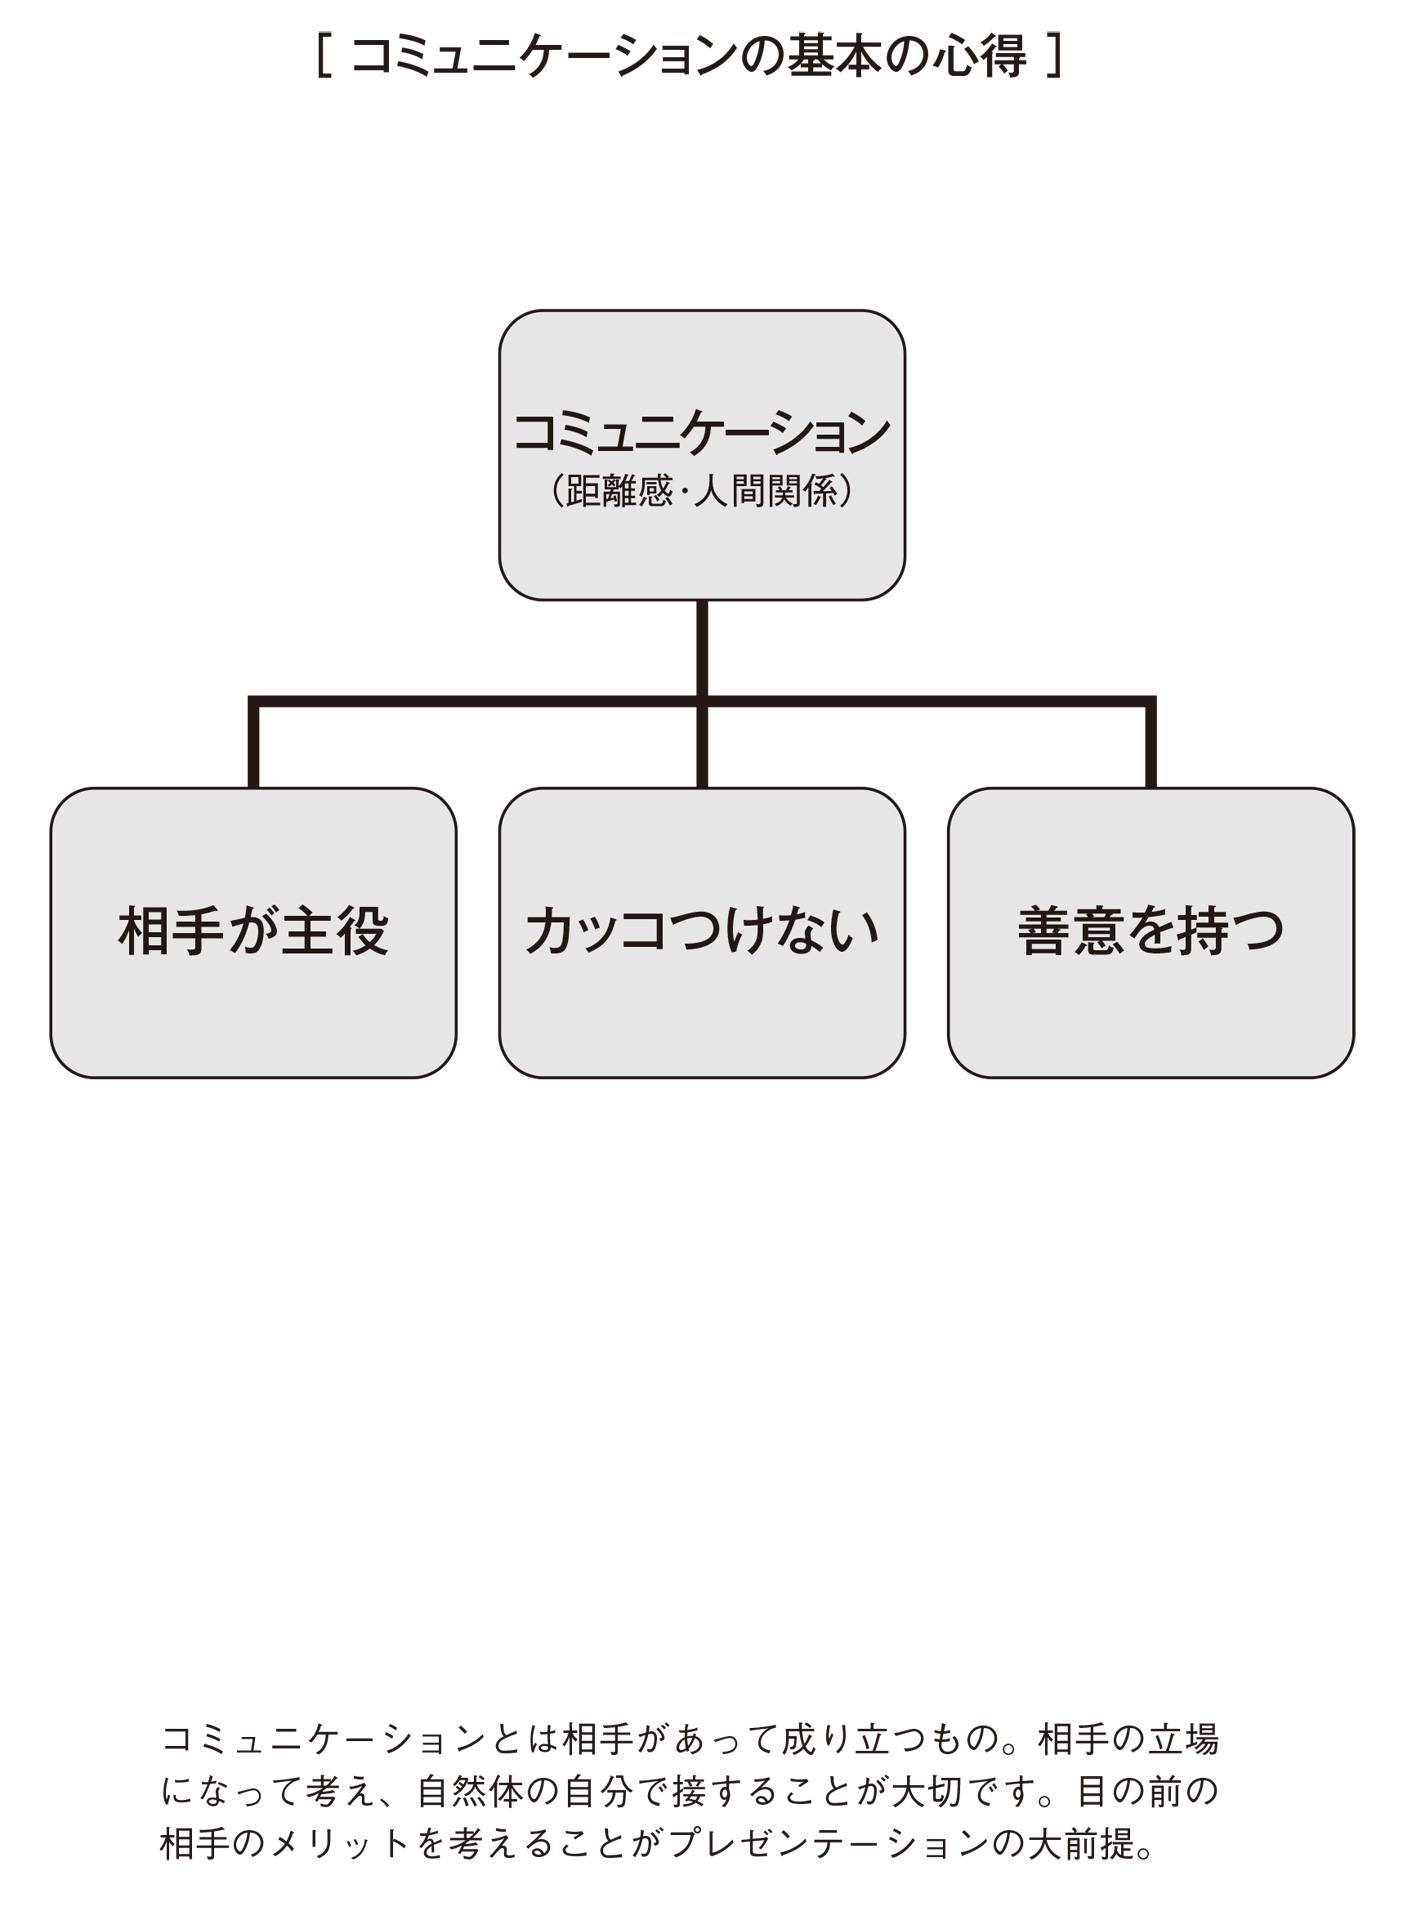 [ コミュニケーションの基本の心得 ]
コミュニケーション
（距離感・人間関係）
相手が主役
カッコつけない
善意を持つ
コミュニケーションとは相手があって成り立つもの。相手の立場
になって考え、自然体の自分で接することが大切です。目の前の
相手のメリットを考えることがプレゼンテーションの大前提。